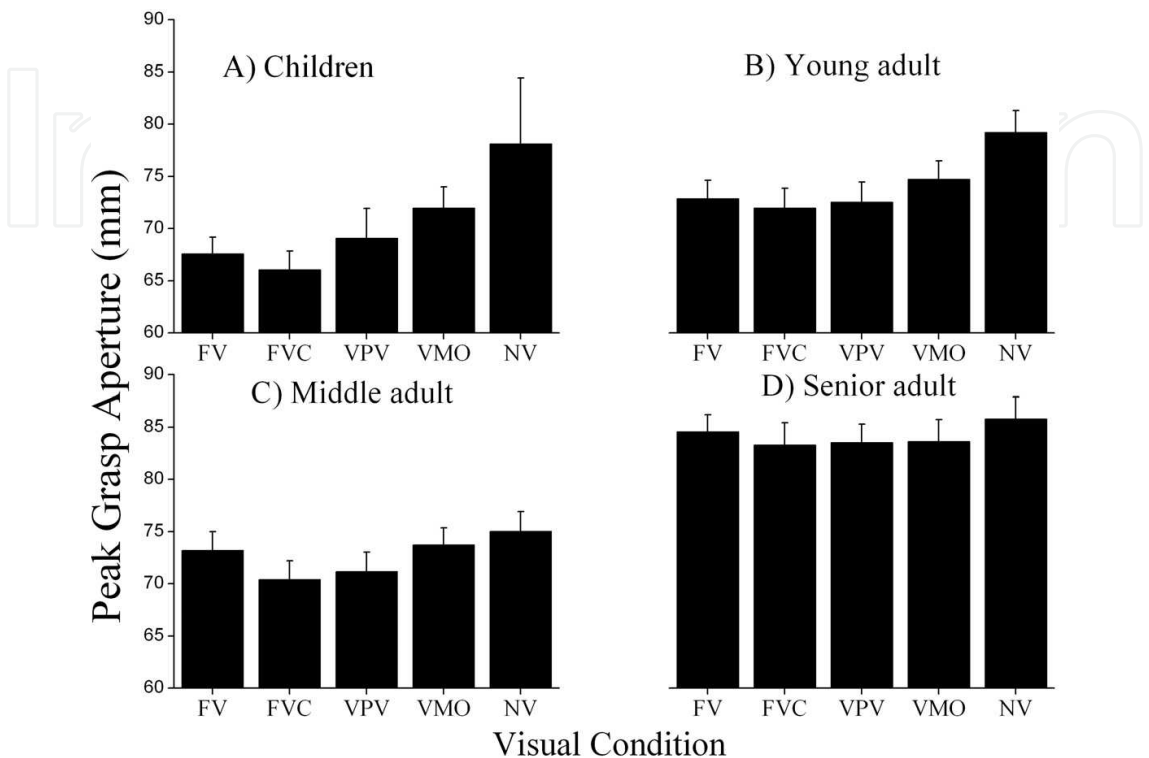 Peak Grasp Aperture (mm)
A) Children
90
85
80
75
70
65
60
FV FVC VPV VMO NV
B) Young adult
FV FVC VPV VMO NV
C) Middle adult
90
85
80
75
70
65
60
FV FVC VPV VMO NV
D) Senior adult
FV FVC VPV VMO NV
Visual Condition